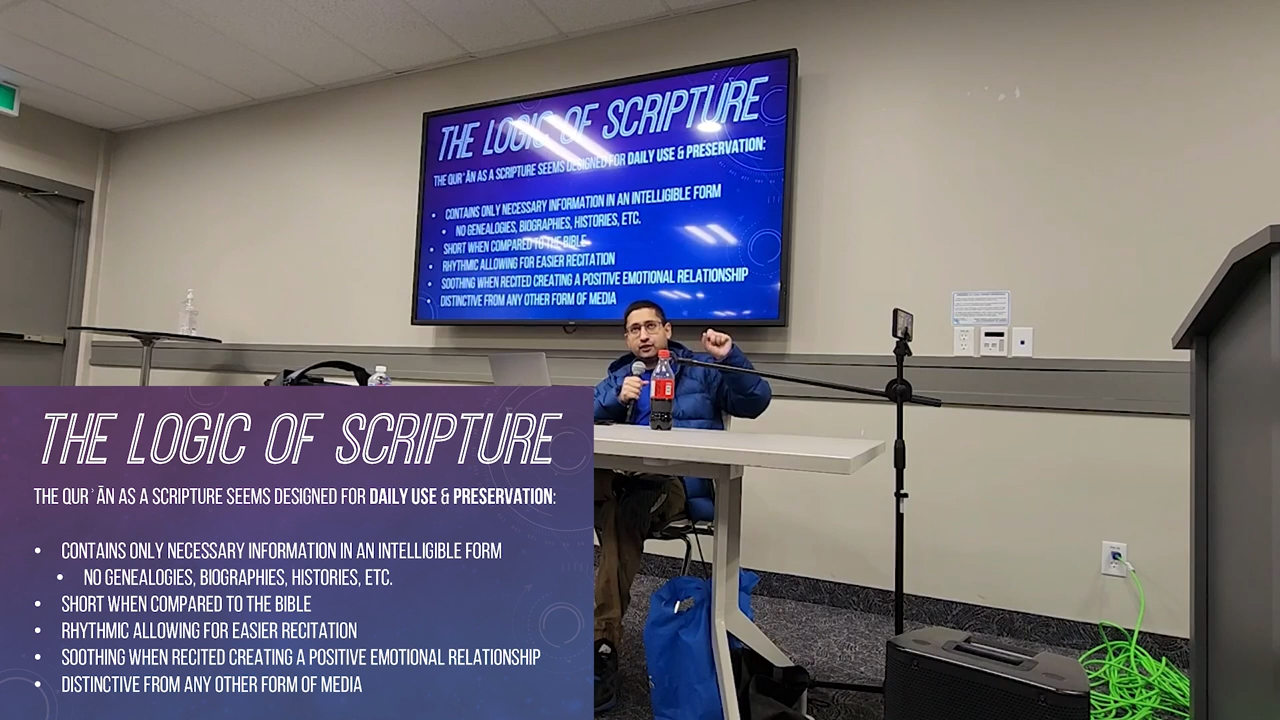 THE LOGIC OF SCRIPTURE
THE QURʾĀN AS A SCRIPTURE SEEMS DESIGNED FOR DAILY USE & PRESERVATION:
• CONTAINS ONLY NECESSARY INFORMATION IN AN INTELLIGIBLE FORM
• NO GENEALOGIES, BIOGRAPHIES, HISTORIES, ETC.
• SHORT WHEN COMPARED TO THE BIBLE
• RHYTHMIC ALLOWING FOR EASIER RECITATION
• SOOTHING WHEN RECITED CREATING A POSITIVE EMOTIONAL RELATIONSHIP
• DISTINCTIVE FROM ANY OTHER FORM OF MEDIA
THE LOGIC OF SCRIPTURE
THE QURʾĀN AS A SCRIPTURE SEEMS DESIGNED FOR DAILY USE & PRESERVATION:
• CONTAINS ONLY NECESSARY INFORMATION IN AN INTELLIGIBLE FORM
• NO GENEALOGIES, BIOGRAPHIES, HISTORIES, ETC.
• SHORT WHEN COMPARED TO THE BIBLE
• RHYTHMIC ALLOWING FOR EASIER RECITATION
• SOOTHING WHEN RECITED CREATING A POSITIVE EMOTIONAL RELATIONSHIP
• DISTINCTIVE FROM ANY OTHER FORM OF MEDIA